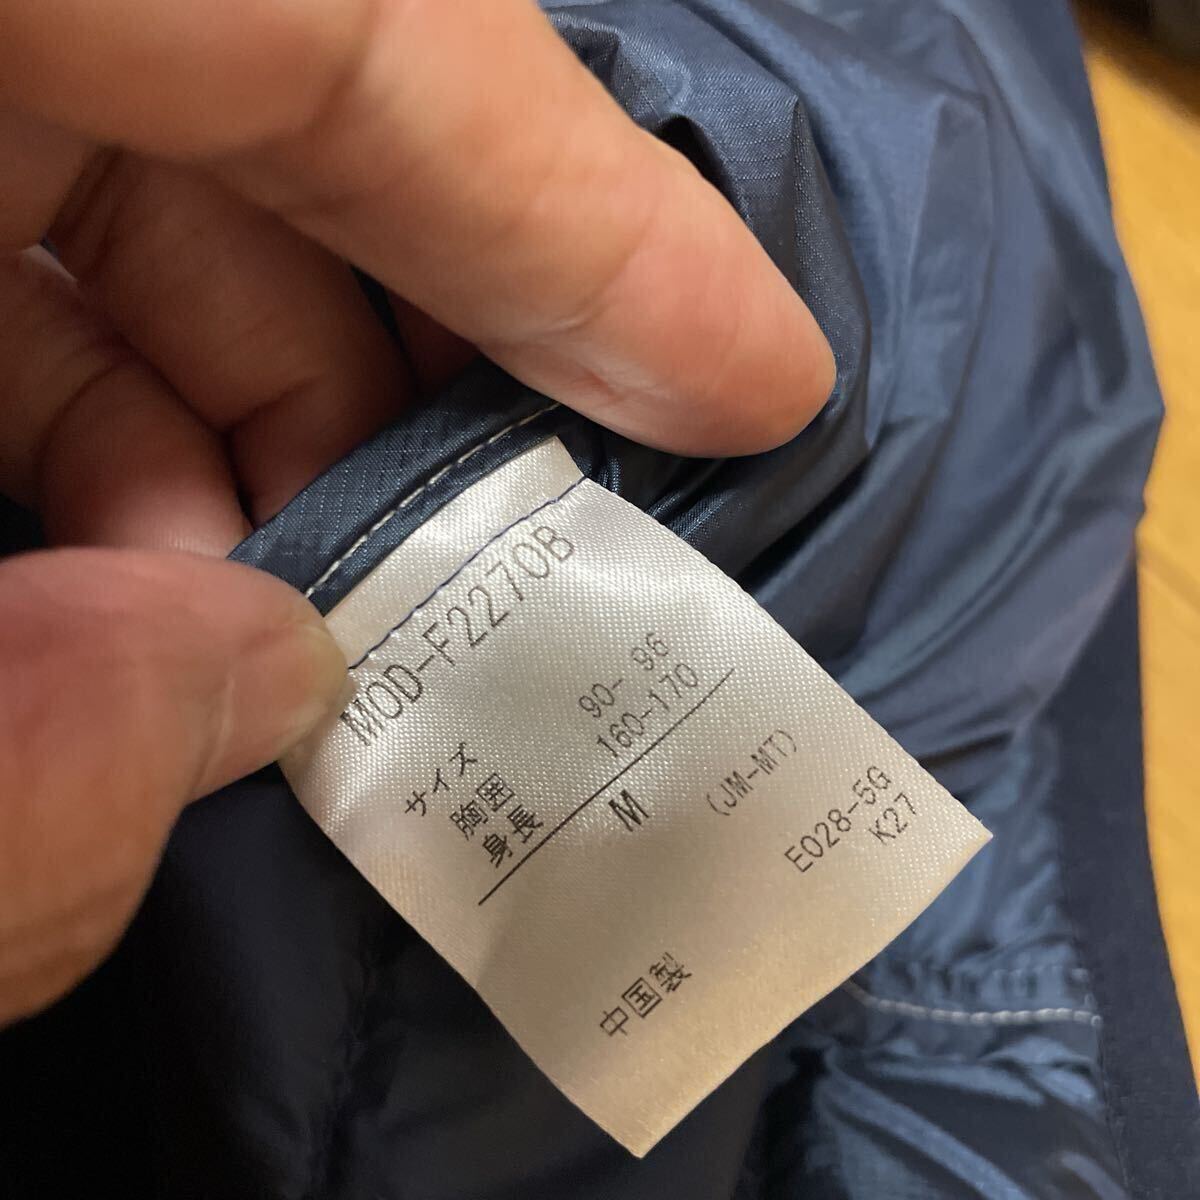 MOD-F2270B
サイズ
胸囲 90- 96
身長 160-170
M
(JM-MT)
E028-5G
K27
中国製